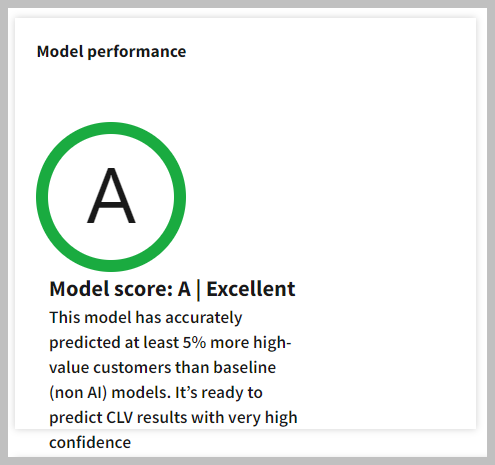 Model performance
A
Model score: A | Excellent
This model has accurately
predicted at least 5% more high-
value customers than baseline
(non AI) models. It’s ready to
predict CLV results with very high
confidence